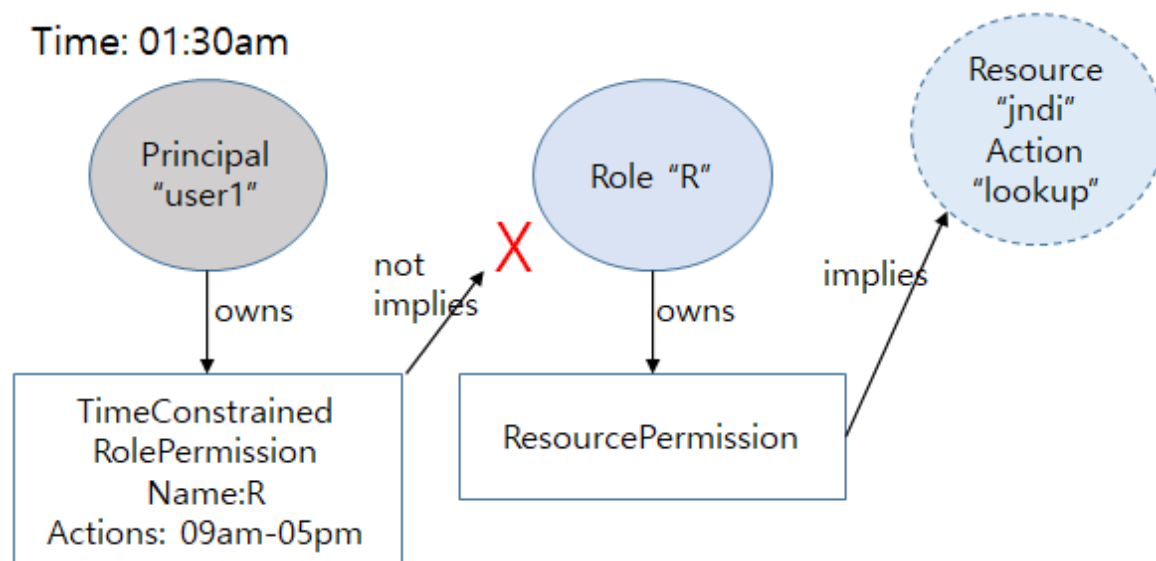 Time: 01:30am
Principal
“user1”
Role “R”
Resource
“jndi”
Action
“lookup”
not
implies
X
implies
owns
owns
TimeConstrained
RolePermission
Name:R
Actions: 09am-05pm
ResourcePermission